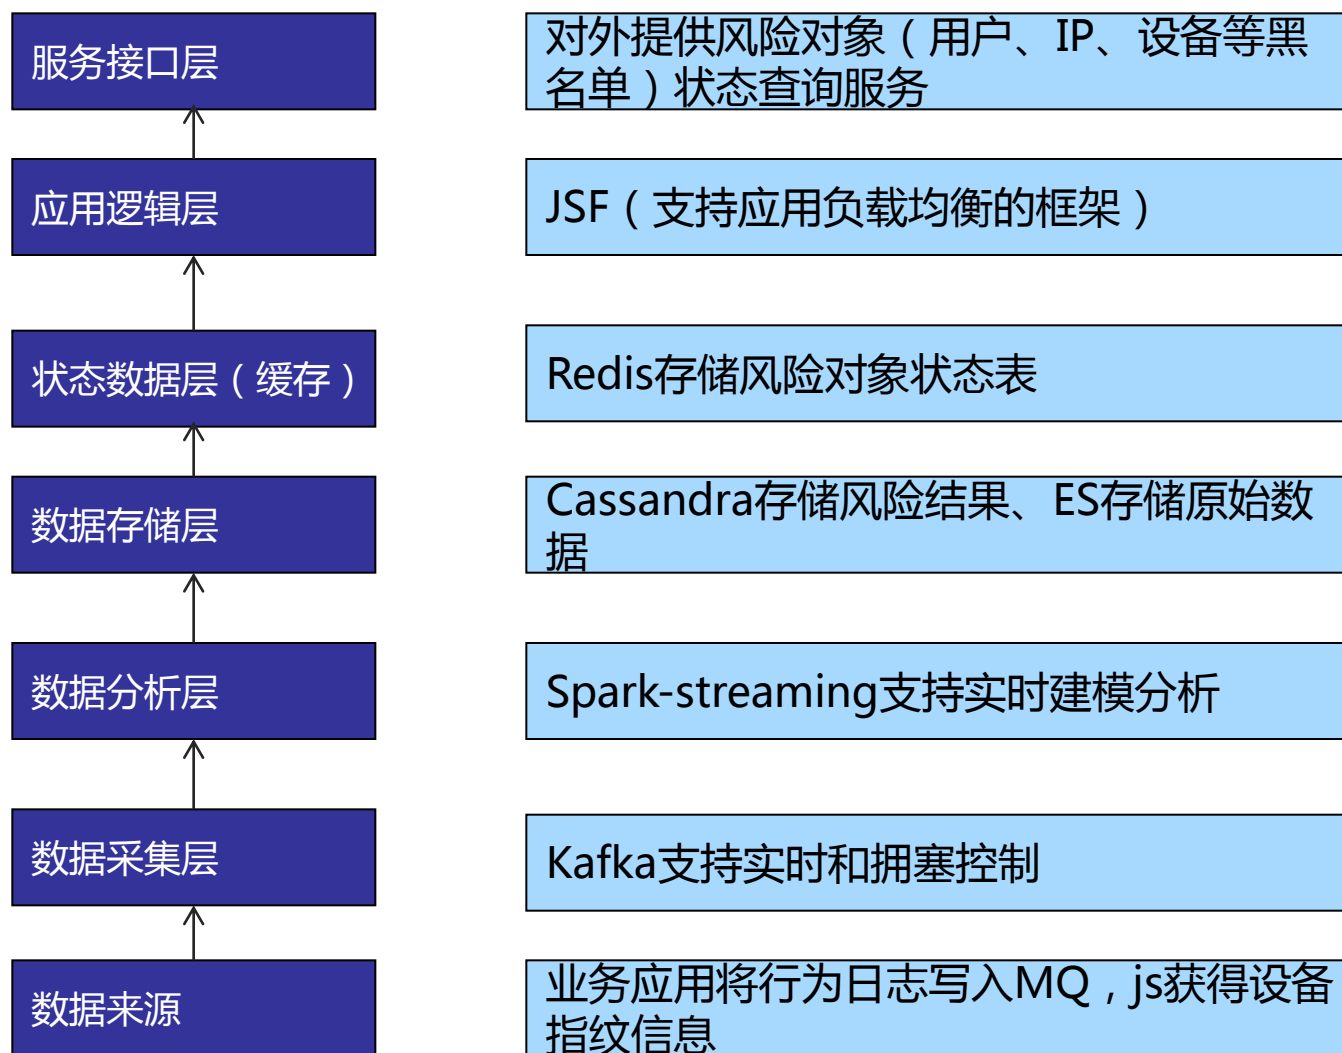 服务接口层
对外提供风险对象（用户、IP、设备等黑
名单）状态查询服务
应用逻辑层
JSF（支持应用负载均衡的框架）
状态数据层（缓存）
Redis存储风险对象状态表
数据存储层
Cassandra存储风险结果、ES存储原始数
据
数据分析层
Spark-streaming支持实时建模分析
数据采集层
Kafka支持实时和拥塞控制
数据来源
业务应用将行为日志写入MQ，js获得设备
指纹信息